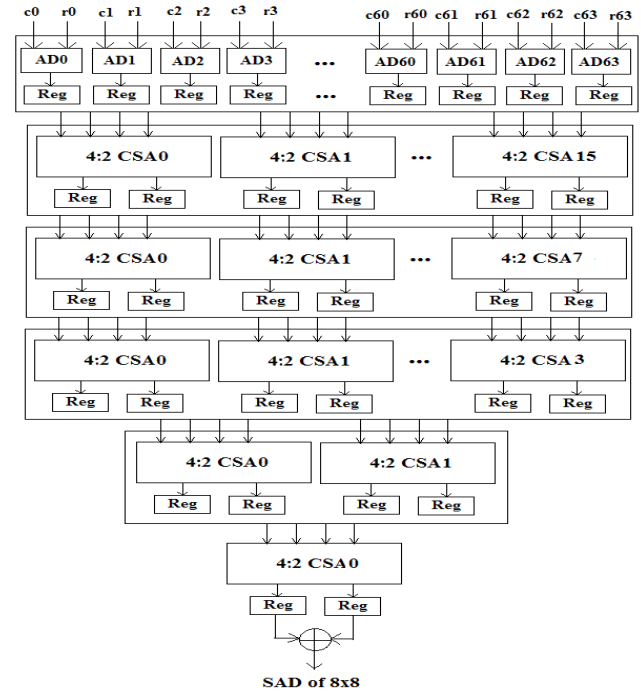 c0 r0 c1 r1 c2 r2 c3 r3 c60 r60 c61 r61 c62 r62 c63 r63
AD0 AD1 AD2 AD3 ... AD60 AD61 AD62 AD63
Reg Reg Reg Reg ... Reg Reg Reg Reg
4:2 CSA0 4:2 CSA1 ... 4:2 CSA15
Reg Reg Reg Reg Reg Reg
4:2 CSA0 4:2 CSA1 ... 4:2 CSA7
Reg Reg Reg Reg Reg Reg
4:2 CSA0 4:2 CSA1 ... 4:2 CSA3
Reg Reg Reg Reg Reg Reg
4:2 CSA0 4:2 CSA1
Reg Reg Reg Reg
4:2 CSA0
Reg Reg
SAD of 8x8